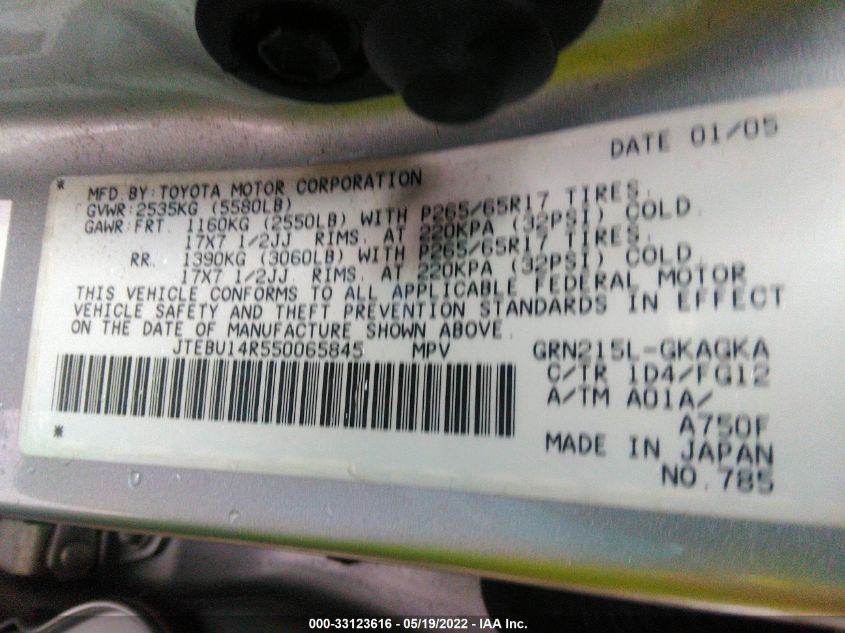 DATE 01/05
* MFD. BY: TOYOTA MOTOR CORPORATION
GVWR: 2535KG (5580LB)
GAWR: FRT. 1160KG (2550LB) WITH P265/65R17 TIRES,
17X7 1/2JJ RIMS, AT 220KPA (32PSI) COLD
RR. 1390KG (3060LB) WITH P265/65R17 TIRES,
17X7 1/2JJ RIMS, AT 220KPA (32PSI) COLD
THIS VEHICLE CONFORMS TO ALL APPLICABLE FEDERAL MOTOR
VEHICLE SAFETY AND THEFT PREVENTION STANDARDS IN EFFECT
ON THE DATE OF MANUFACTURE SHOWN ABOVE.
JTEBU14R550065845 MPV GRN215L-GKAGKA
C/TR 1D4/FG12
A/TM A01A/
A750F
* MADE IN JAPAN
NO. 785
000-33123616 - 05/19/2022 - IAA Inc.